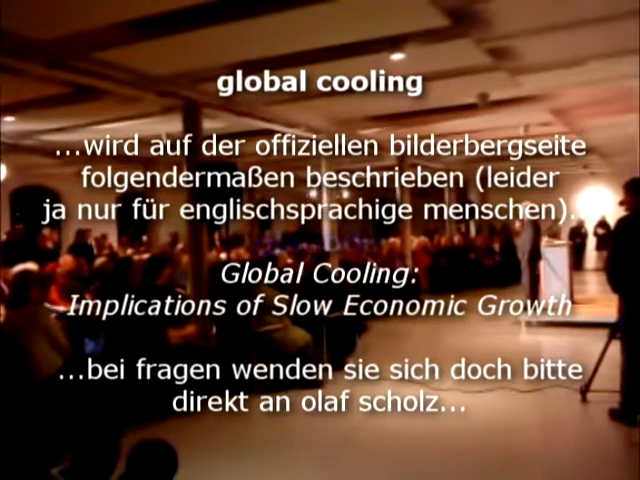 global cooling
...wird auf der offiziellen bilderbergseite
folgendermaßen beschrieben (leider
ja nur für englischsprachige menschen)...
Global Cooling:
Implications of Slow Economic Growth
...bei fragen wenden sie sich doch bitte
direkt an olaf scholz...